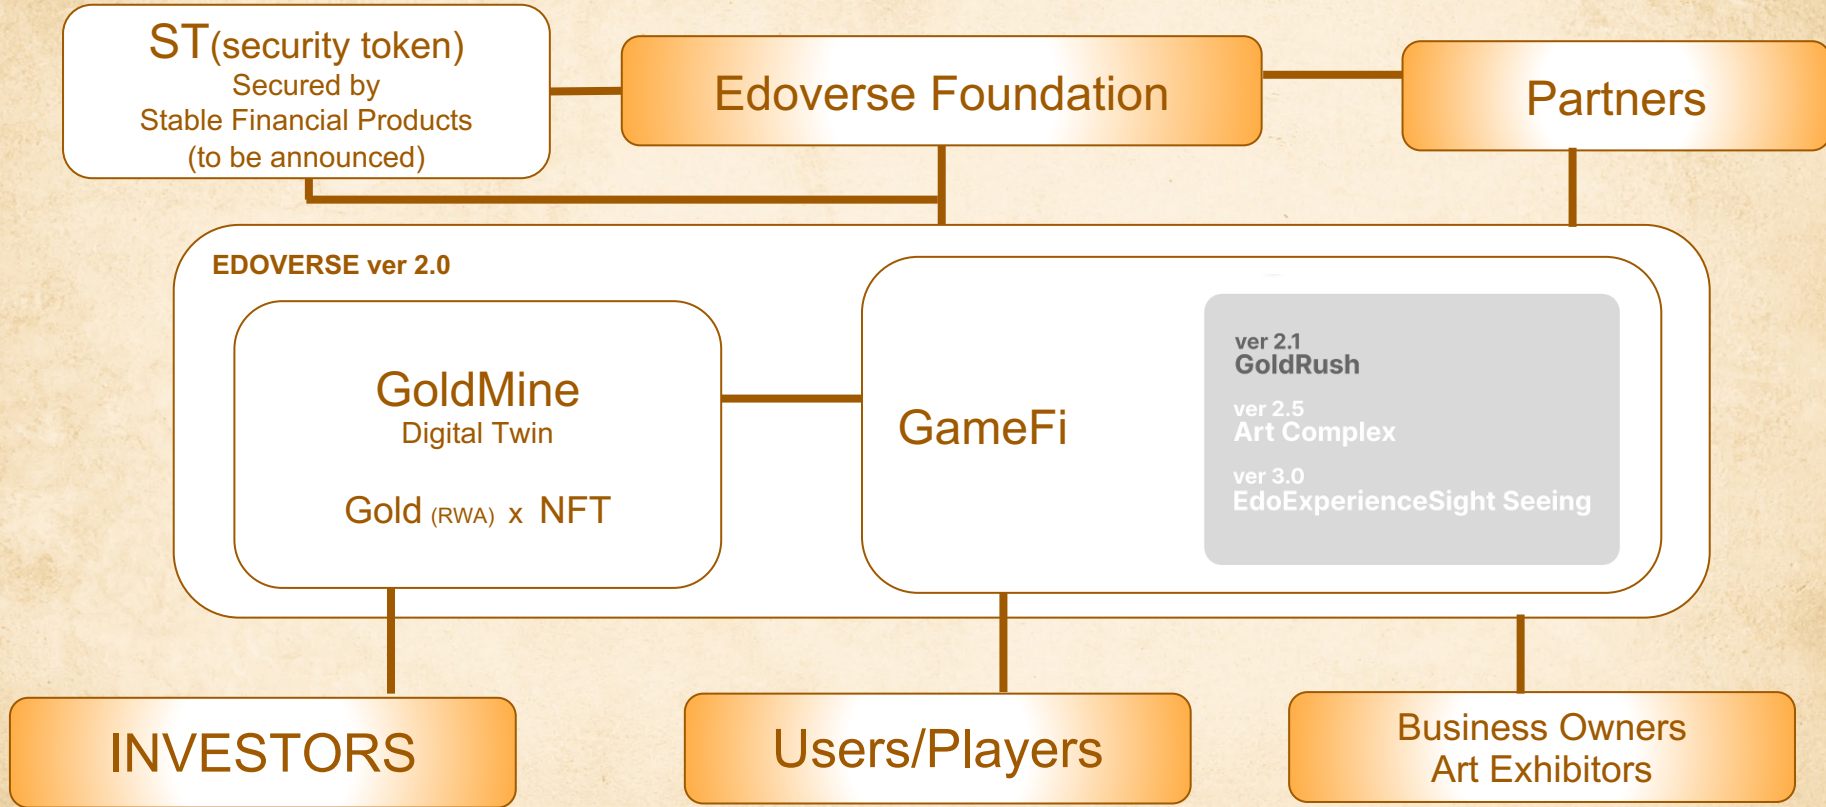 ST(security token)
Secured by
Stable Financial Products
(to be announced)
Edoverse Foundation
Partners
EDOVERSE ver 2.0
GoldMine
Digital Twin
Gold (RWA) x NFT
GameFi
ver 2.1
GoldRush
ver 2.5
Art Complex
ver 3.0
EdoExperienceSight Seeing
INVESTORS
Users/Players
Business Owners
Art Exhibitors